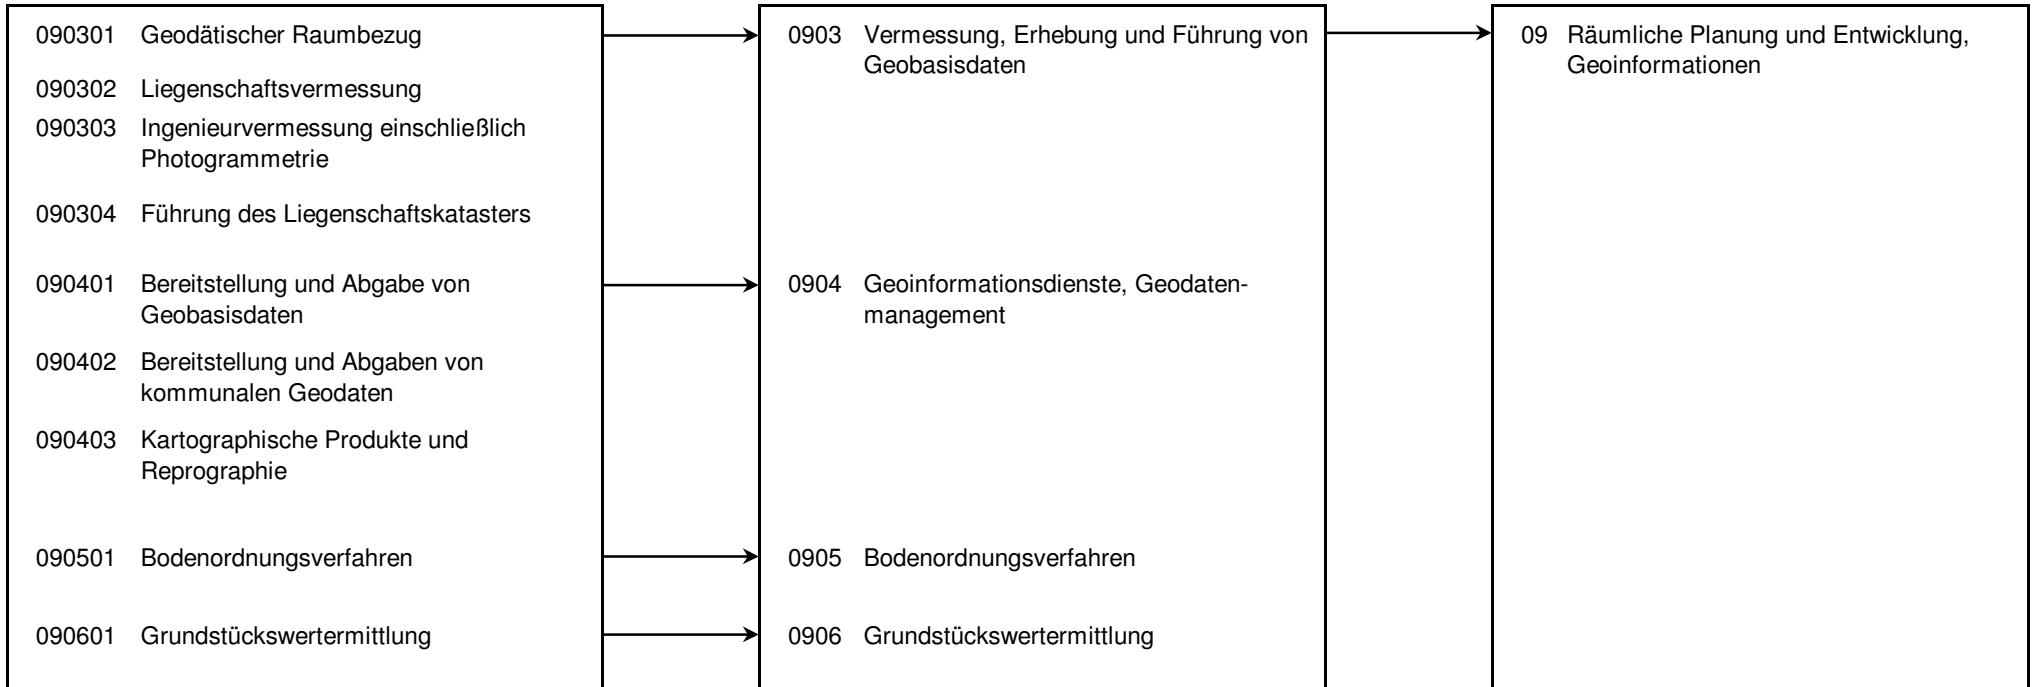 090301 Geodätischer Raumbezug
090302 Liegenschaftsvermessung
090303 Ingenieurvermessung einschließlich
Photogrammetrie
090304 Führung des Liegenschaftskatasters
090401 Bereitstellung und Abgabe von
Geobasisdaten
090402 Bereitstellung und Abgaben von
kommunalen Geodaten
090403 Kartographische Produkte und
Reprographie
090501 Bodenordnungsverfahren
090601 Grundstückswertermittlung
0903 Vermessung, Erhebung und Führung von
Geobasisdaten
0904 Geoinformationsdienste, Geodaten-
management
0905 Bodenordnungsverfahren
0906 Grundstückswertermittlung
09 Räumliche Planung und Entwicklung,
Geoinformationen